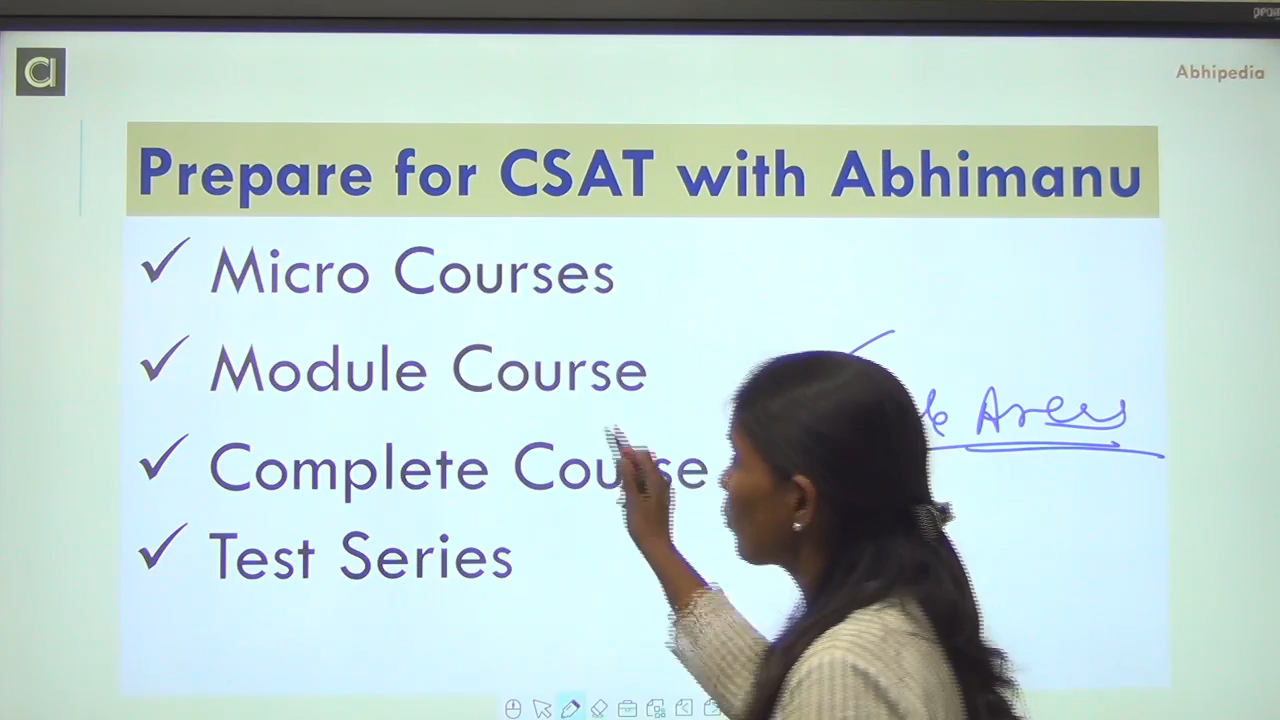 Abhipedia
Prepare for CSAT with Abhimanu
✓ Micro Courses
✓ Module Course
✓ Complete Course
✓ Test Series